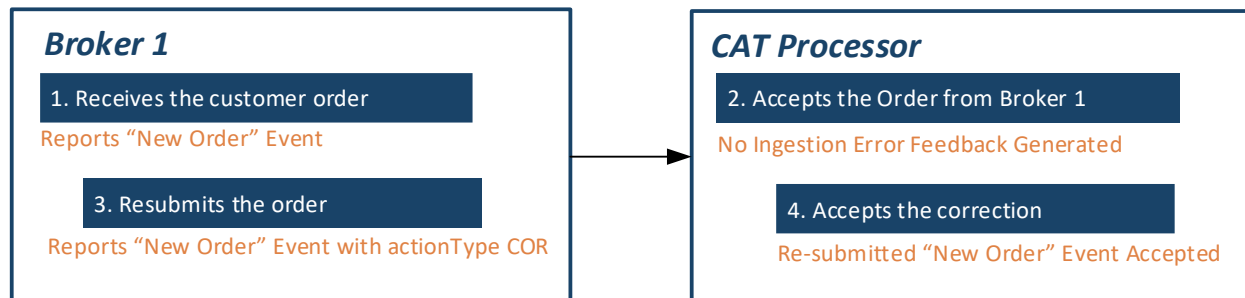 Broker 1
1. Receives the customer order
Reports “New Order” Event
3. Resubmits the order
Reports “New Order” Event with actionType COR
CAT Processor
2. Accepts the Order from Broker 1
No Ingestion Error Feedback Generated
4. Accepts the correction
Re-submitted “New Order” Event Accepted